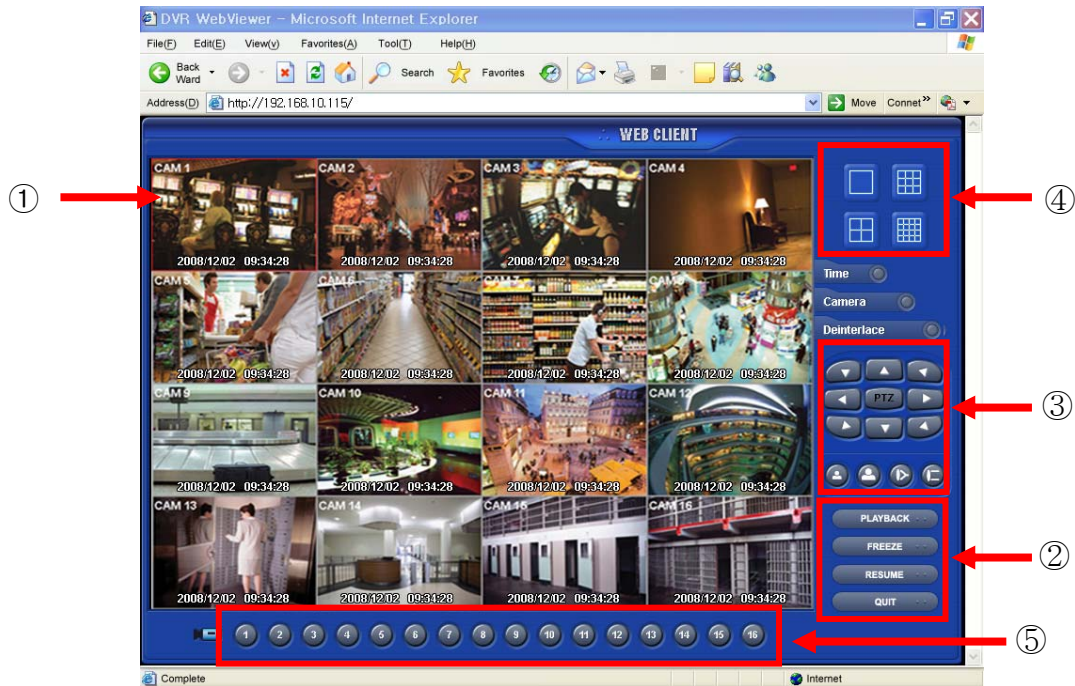 DVR WebViewer - Microsoft Internet Explorer
File(F) Edit(E) View(v) Favorites(A) Tool(T) Help(H)
Back Ward Search Favorites
Address(D) http://192.168.10.115/ Move Connet »
WEB CLIENT
CAM 1 CAM 2 CAM 3 CAM 4
2008/12/02 09:34:28 2008/12/02 09:34:28 2008/12/02 09:34:28 2008/12/02 09:34:28
CAM 5 CAM 6 CAM 7 CAM 8
2008/12/02 09:34:28 2008/12/02 09:34:28 2008/12/02 09:34:28 2008/12/02 09:34:28
CAM 9 CAM 10 CAM 11 CAM 12
2008/12/02 09:34:28 2008/12/02 09:34:28 2008/12/02 09:34:28 2008/12/02 09:34:28
CAM 13 CAM 14 CAM 15 CAM 16
2008/12/02 09:34:28 2008/12/02 09:34:28 2008/12/02 09:34:28 2008/12/02 09:34:28
①
④
Time
Camera
Deinterlace
PTZ
③
PLAYBACK
FREEZE
RESUME
QUIT
②
1 2 3 4 5 6 7 8 9 10 11 12 13 14 15 16
⑤
Complete Internet